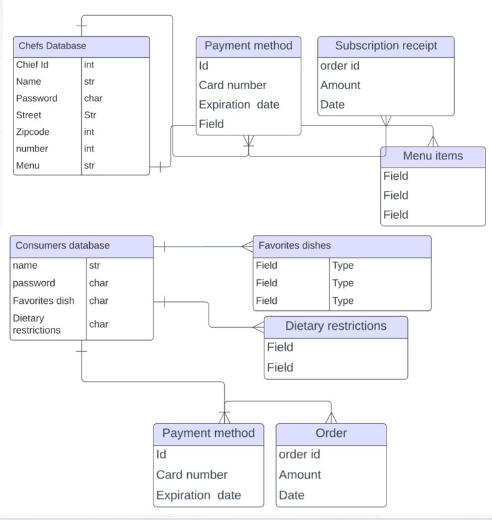 Chefs Database
Chief Id int
Name str
Password char
Street Str
Zipcode int
number int
Menu str
Payment method
Id
Card number
Expiration date
Field
Subscription receipt
order id
Amount
Date
Menu items
Field
Field
Field
Consumers database
name str
password char
Favorites dish char
Dietary
restrictions char
Favorites dishes
Field Type
Field Type
Field Type
Dietary restrictions
Field
Field
Payment method
Id
Card number
Expiration date
Order
order id
Amount
Date